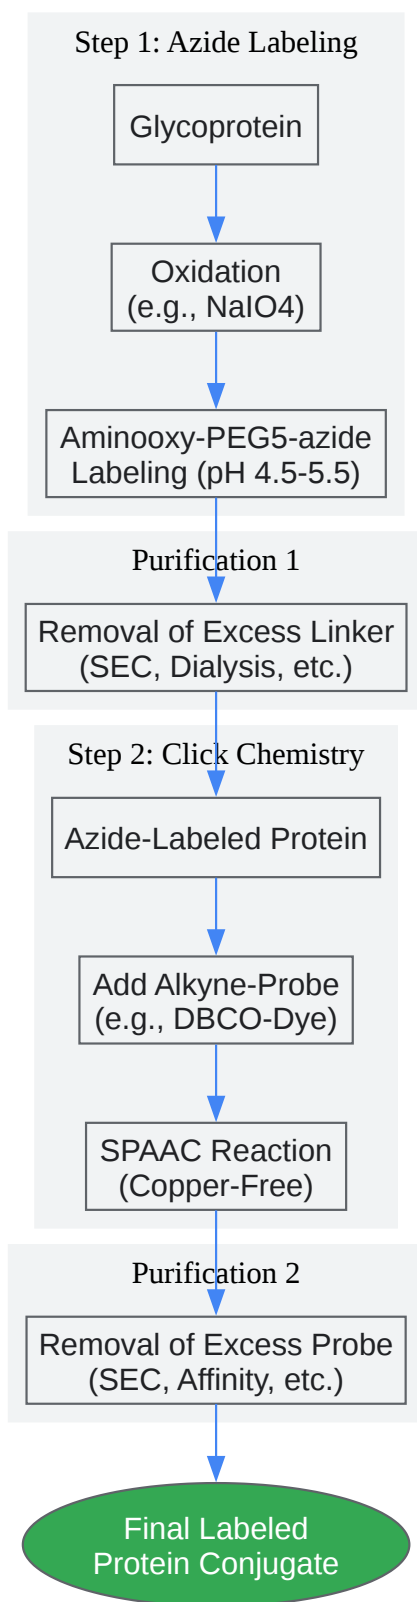 Step 1: Azide Labeling
Glycoprotein
Oxidation
(e.g., NaIO4)
Aminooxy-PEG5-azide
Labeling (pH 4.5-5.5)
Purification 1
Removal of Excess Linker
(SEC, Dialysis, etc.)
Step 2: Click Chemistry
Azide-Labeled Protein
Add Alkyne-Probe
(e.g., DBCO-Dye)
SPAAC Reaction
(Copper-Free)
Purification 2
Removal of Excess Probe
(SEC, Affinity, etc.)
Final Labeled
Protein Conjugate